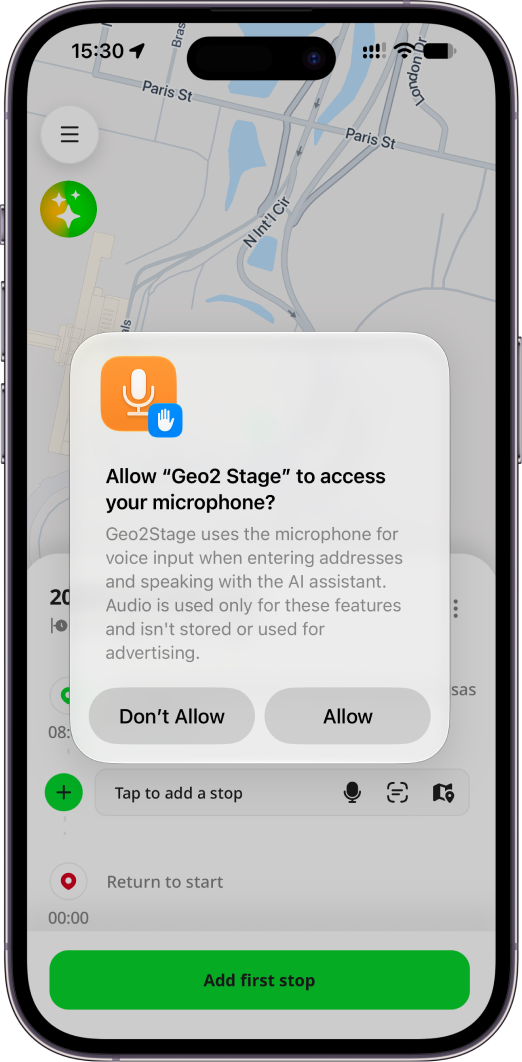 15:30
Paris St
London Dr
Paris St
N Int'l Cir
Allow “Geo2 Stage” to access
your microphone?
Geo2Stage uses the microphone for
voice input when entering addresses
and speaking with the AI assistant.
Audio is used only for these features
and isn't stored or used for
advertising.
Don’t Allow
Allow
08:
Tap to add a stop
Return to start
00:00
Add first stop